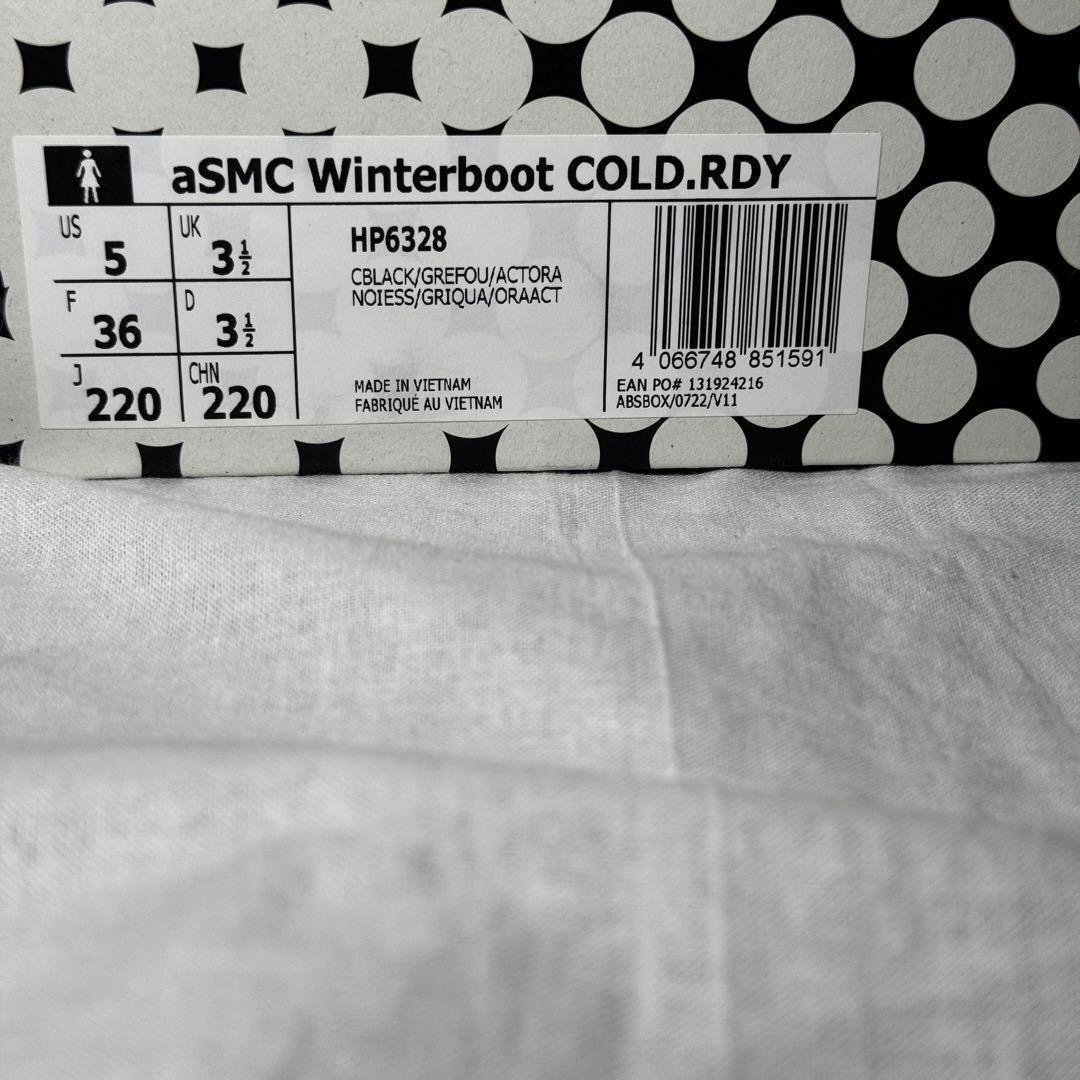 aSMC Winterboot COLD.RDY
US 5 UK 3½
F 36 D 3½
J 220 CHN 220
HP6328
CBLACK/GREFOU/ACTORA
NOIESS/GRIQUA/ORAACT
MADE IN VIETNAM
FABRIQUÉ AU VIETNAM
4 066748 851591
EAN PO# 131924216
ABSBOX/0722/V11